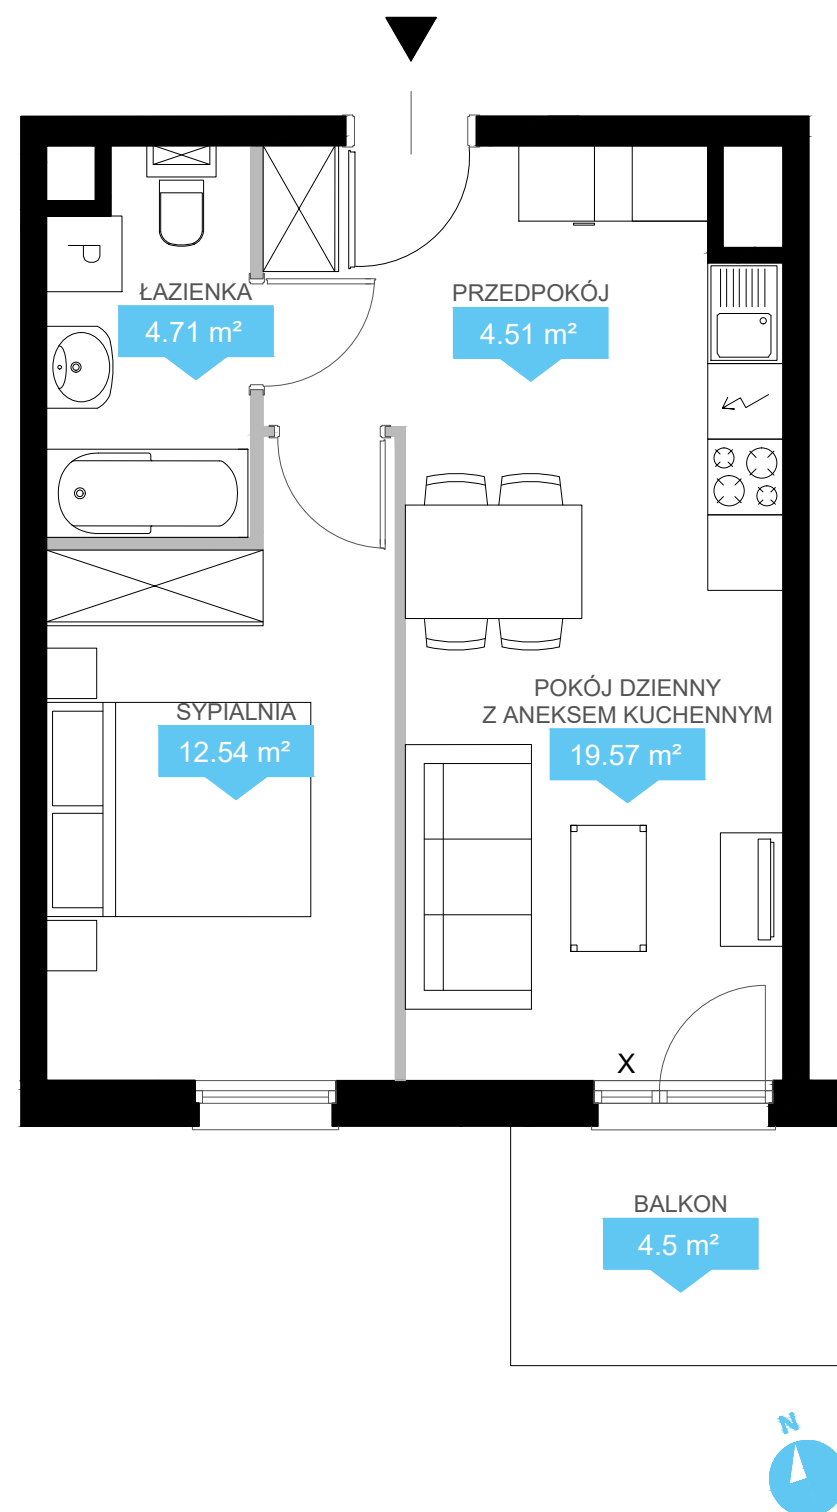 P
ŁAZIENKA
4.71 m²
PRZEDPOKÓJ
4.51 m²
SYPIALNIA
12.54 m²
POKÓJ DZIENNY
Z ANEKSEM KUCHENNYM
19.57 m²
X
BALKON
4.5 m²
N